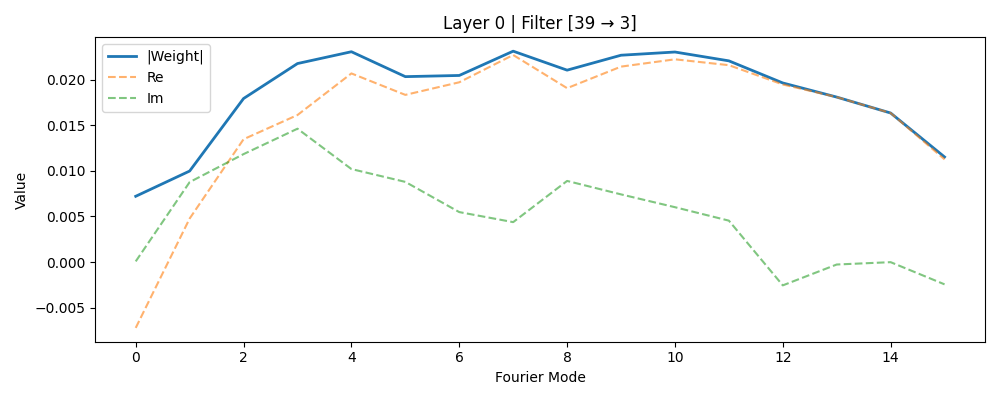 Layer 0 | Filter [39 → 3]
|Weight|
Re
Im
Value
0.020
0.015
0.010
0.005
0.000
−0.005
0 2 4 6 8 10 12 14
Fourier Mode